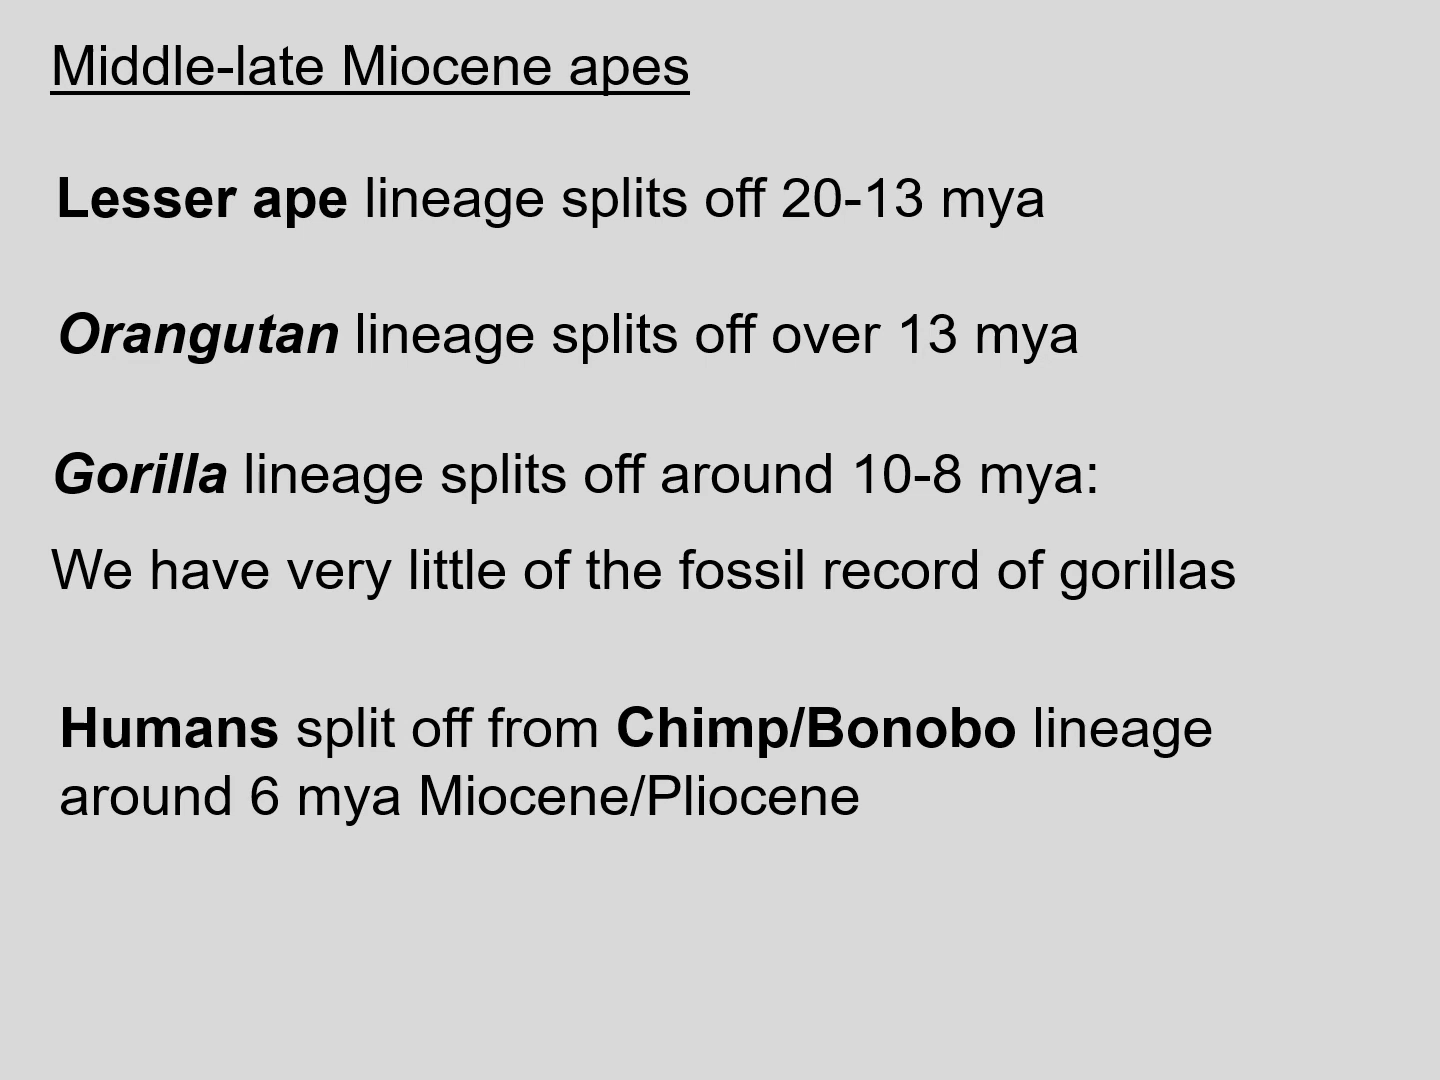 Middle-late Miocene apes
Lesser ape lineage splits off 20-13 mya
Orangutan lineage splits off over 13 mya
Gorilla lineage splits off around 10-8 mya:
We have very little of the fossil record of gorillas
Humans split off from Chimp/Bonobo lineage
around 6 mya Miocene/Pliocene